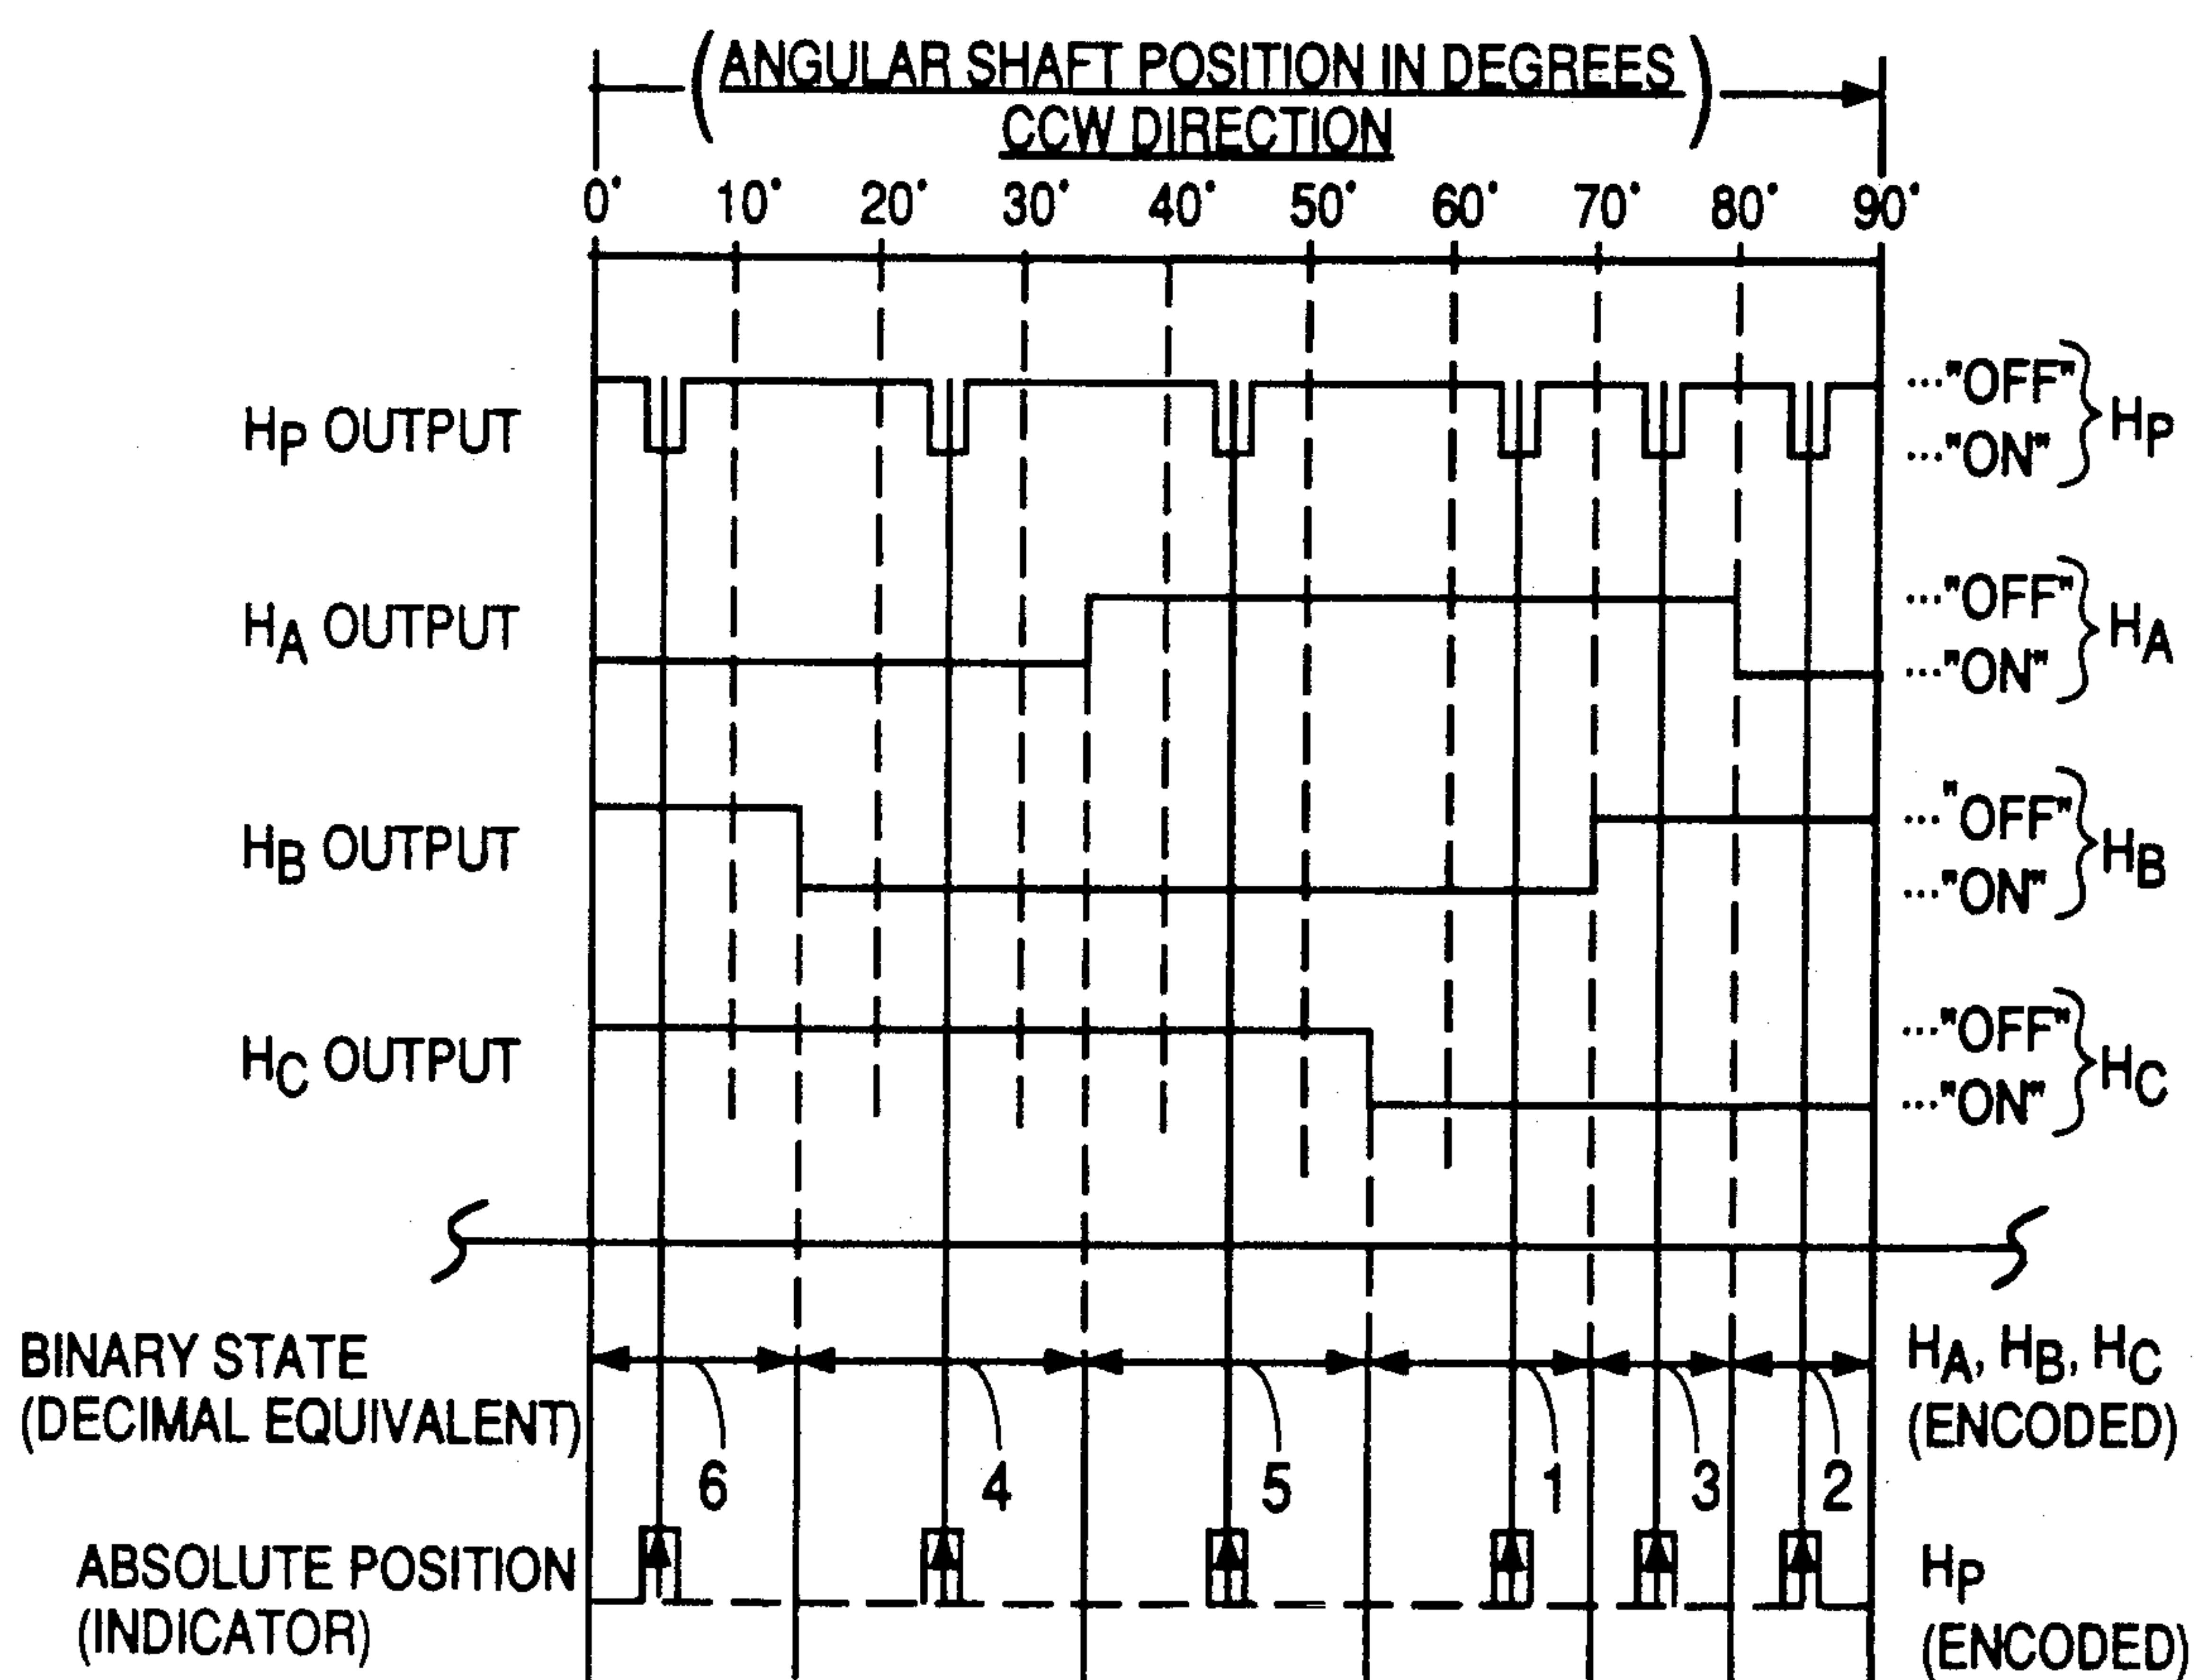 (ANGULAR SHAFT POSITION IN DEGREES)
CCW DIRECTION
0° 10° 20° 30° 40° 50° 60° 70° 80° 90°
HP OUTPUT
..."OFF"
..."ON"
HP
HA OUTPUT
..."OFF"
..."ON"
HA
HB OUTPUT
..."OFF"
..."ON"
HB
HC OUTPUT
..."OFF"
..."ON"
HC
BINARY STATE
(DECIMAL EQUIVALENT)
6 4 5 1 3 2
HA, HB, HC
(ENCODED)
ABSOLUTE POSITION
(INDICATOR)
HP
(ENCODED)